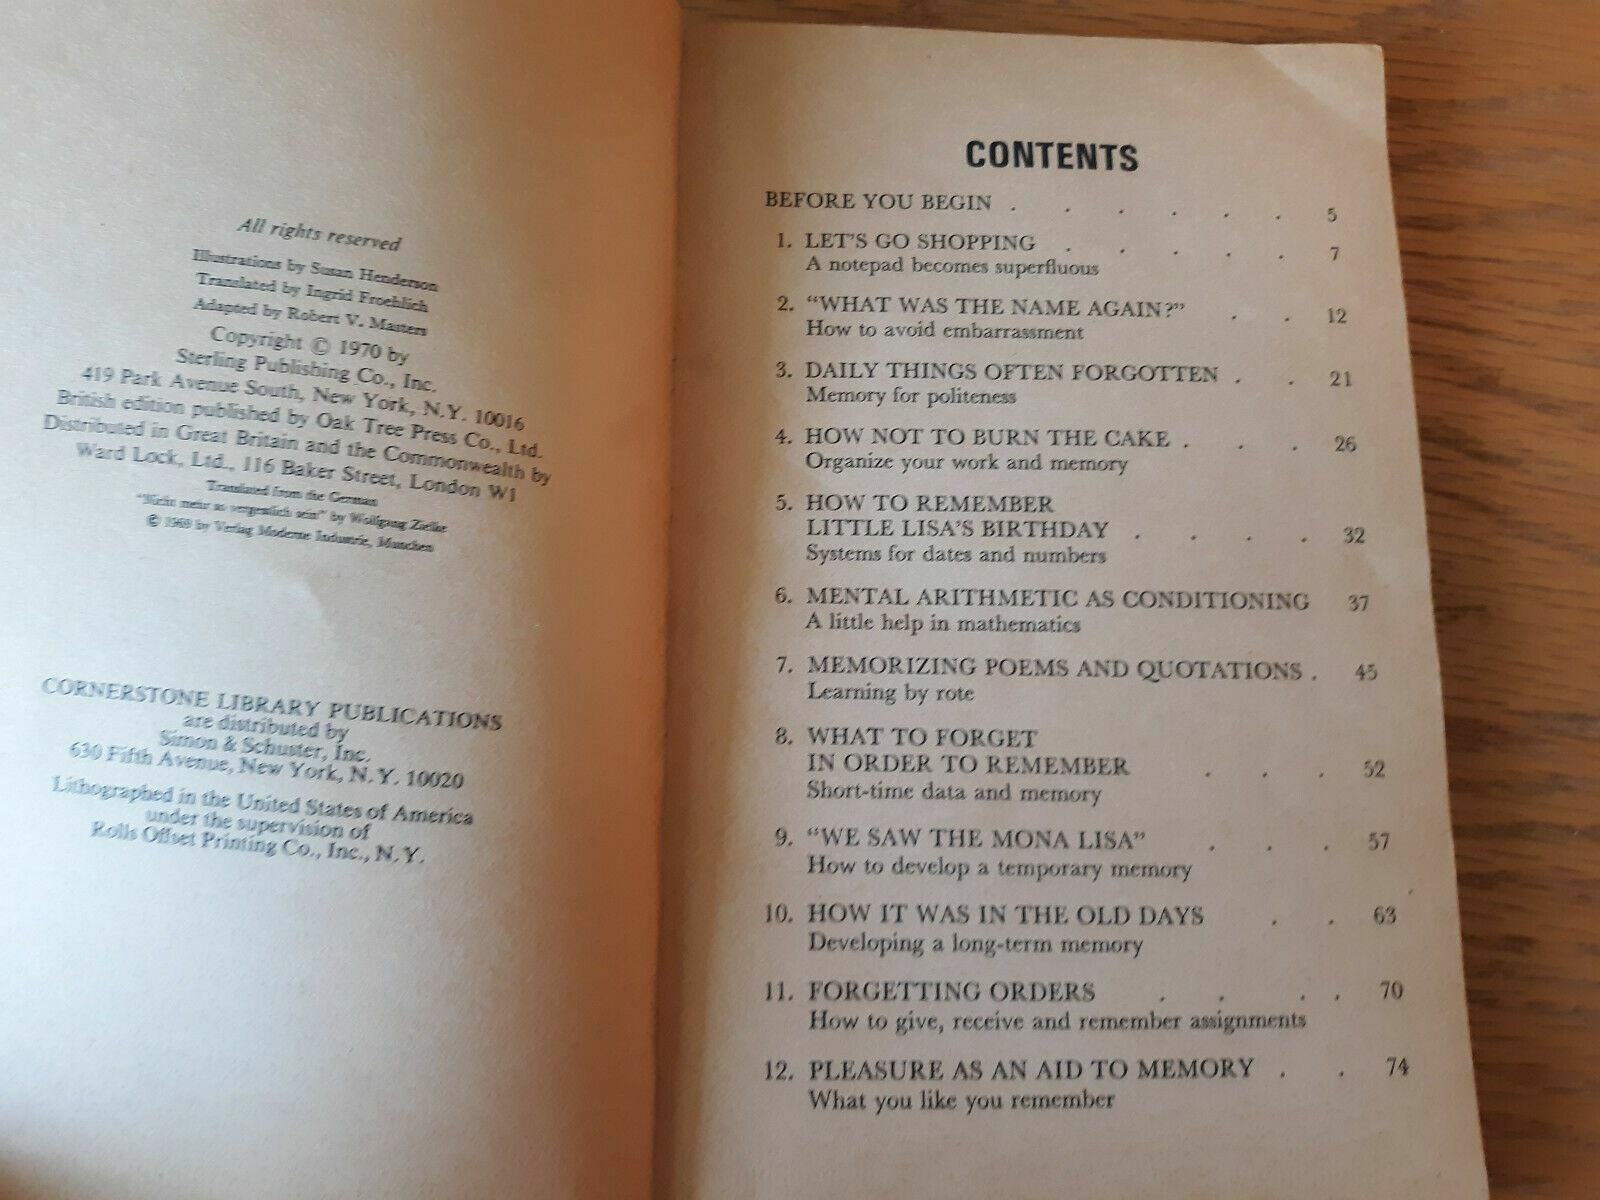 All rights reserved
Illustrations by Susan Henderson
Translated by Ingrid Froehlich
Adapted by Robert V. Masters
Copyright © 1970 by
Sterling Publishing Co., Inc.
419 Park Avenue South, New York, N.Y. 10016
British edition published by Oak Tree Press Co., Ltd.
Distributed in Great Britain and the Commonwealth by
Ward Lock, Ltd., 116 Baker Street, London W1
Translated from the German
"Nicht mehr so vergesslich sein!" by Wolfgang Zielke
by Verlag Moderne Industrie, Munchen
CORNERSTONE LIBRARY PUBLICATIONS
are distributed by
Simon & Schuster, Inc.
630 Fifth Avenue, New York, N.Y. 10020
Lithographed in the United States of America
under the supervision of
Rolls Offset Printing Co., Inc., N.Y.
CONTENTS
BEFORE YOU BEGIN . . . . . . 5
1. LET'S GO SHOPPING . . . . . 7
A notepad becomes superfluous
2. "WHAT WAS THE NAME AGAIN?" . . 12
How to avoid embarrassment
3. DAILY THINGS OFTEN FORGOTTEN . . 21
Memory for politeness
4. HOW NOT TO BURN THE CAKE . . . 26
Organize your work and memory
5. HOW TO REMEMBER
LITTLE LISA'S BIRTHDAY . . . . 32
Systems for dates and numbers
6. MENTAL ARITHMETIC AS CONDITIONING 37
A little help in mathematics
7. MEMORIZING POEMS AND QUOTATIONS . 45
Learning by rote
8. WHAT TO FORGET
IN ORDER TO REMEMBER . . . 52
Short-time data and memory
9. "WE SAW THE MONA LISA" . . . 57
How to develop a temporary memory
10. HOW IT WAS IN THE OLD DAYS . . 63
Developing a long-term memory
11. FORGETTING ORDERS . . . . 70
How to give, receive and remember assignments
12. PLEASURE AS AN AID TO MEMORY . . 74
What you like you remember